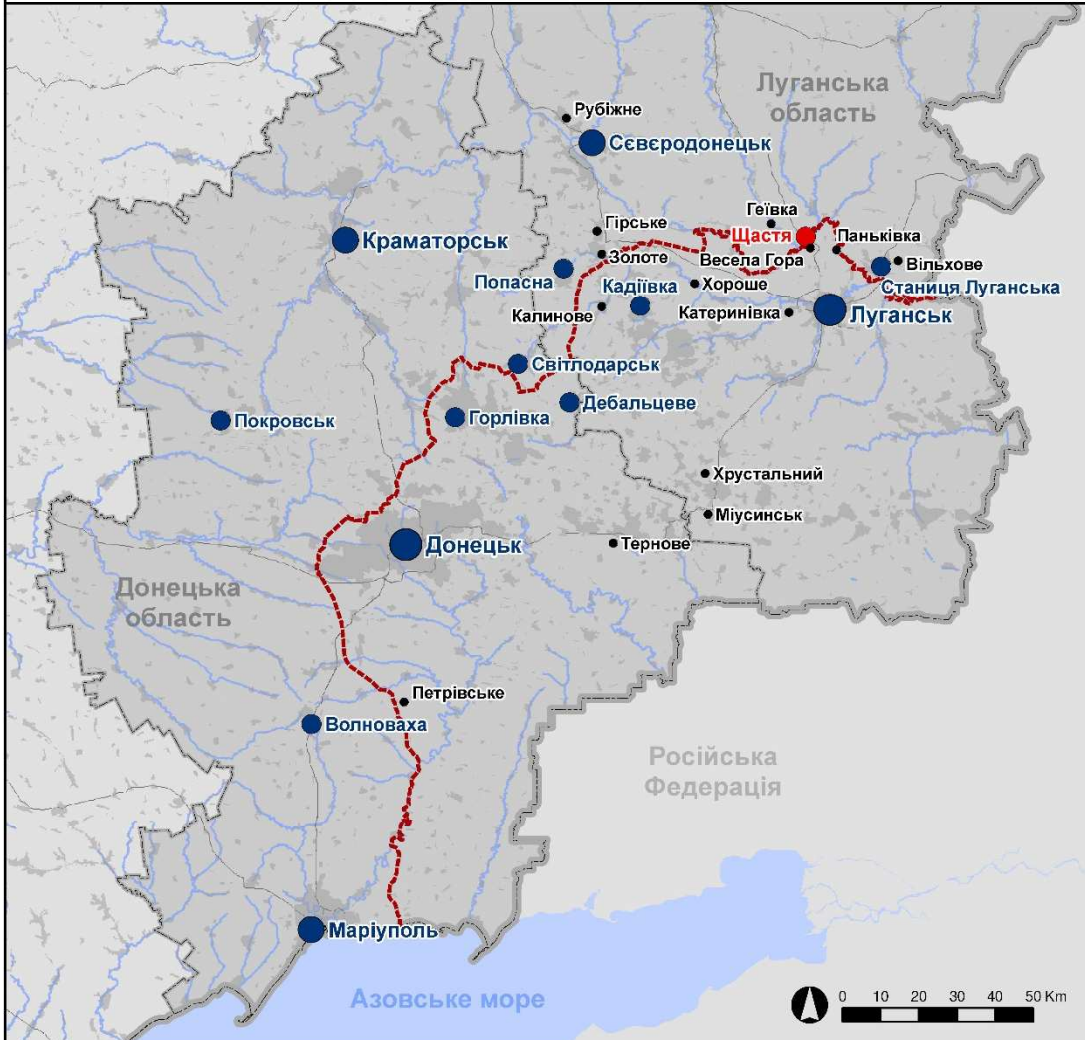 Луганська
область
Рубіжне
Сєвєродонецьк
Геївка
Гірське
Щастя
Паньківка
Краматорськ
Золоте
Весела Гора
Вільхове
Попасна
Кадіївка
Хороше
Станиця Луганська
Калинове
Катеринівка
Луганськ
Світлодарськ
Дебальцеве
Покровськ
Горлівка
Хрустальний
Міусинськ
Донецьк
Тернове
Донецька
область
Петрівське
Волноваха
Російська
Федерація
Маріуполь
Азовське море
0 10 20 30 40 50 Km